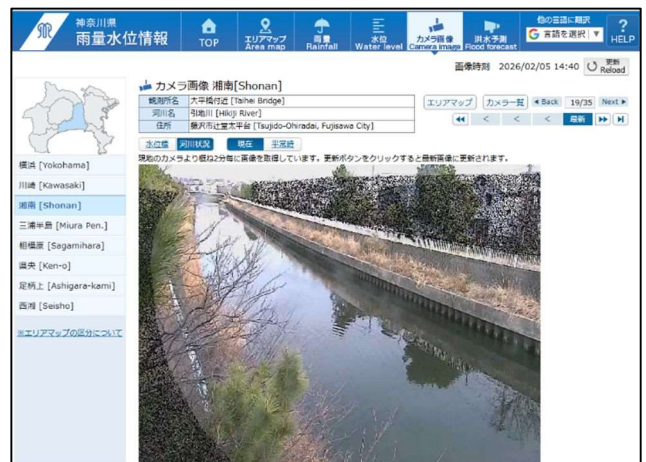 神奈川県
雨量水位情報
TOP
エリアマップ
Area map
雨量
Rainfall
水位
Water level
カメラ画像
Camera image
洪水予測
Flood forecast
他の言語に翻訳
G 言語を選択 ▼
?
HELP
画像時刻 2026/02/05 14:40
更新
Reload
カメラ画像 湘南[Shonan]
観測所名 太平橋付近 [Taihei Bridge]
河川名 引地川 [Hikiji River]
住所 藤沢市辻堂太平台 [Tsujido-Ohiradai, Fujisawa City]
エリアマップ カメラ一覧 ◀ Back 19/35 Next ▶
◀◀ < < < 最新 ▶▶ ▶|
水位標 河川状況 現在 平常時
現地のカメラより概ね2分毎に画像を取得しています。更新ボタンをクリックすると最新画像に更新されます。
横浜 [Yokohama]
川崎 [Kawasaki]
湘南 [Shonan]
三浦半島 [Miura Pen.]
相模原 [Sagamihara]
県央 [Ken-o]
足柄上 [Ashigara-kami]
西湘 [Seisho]
※エリアマップの区分について